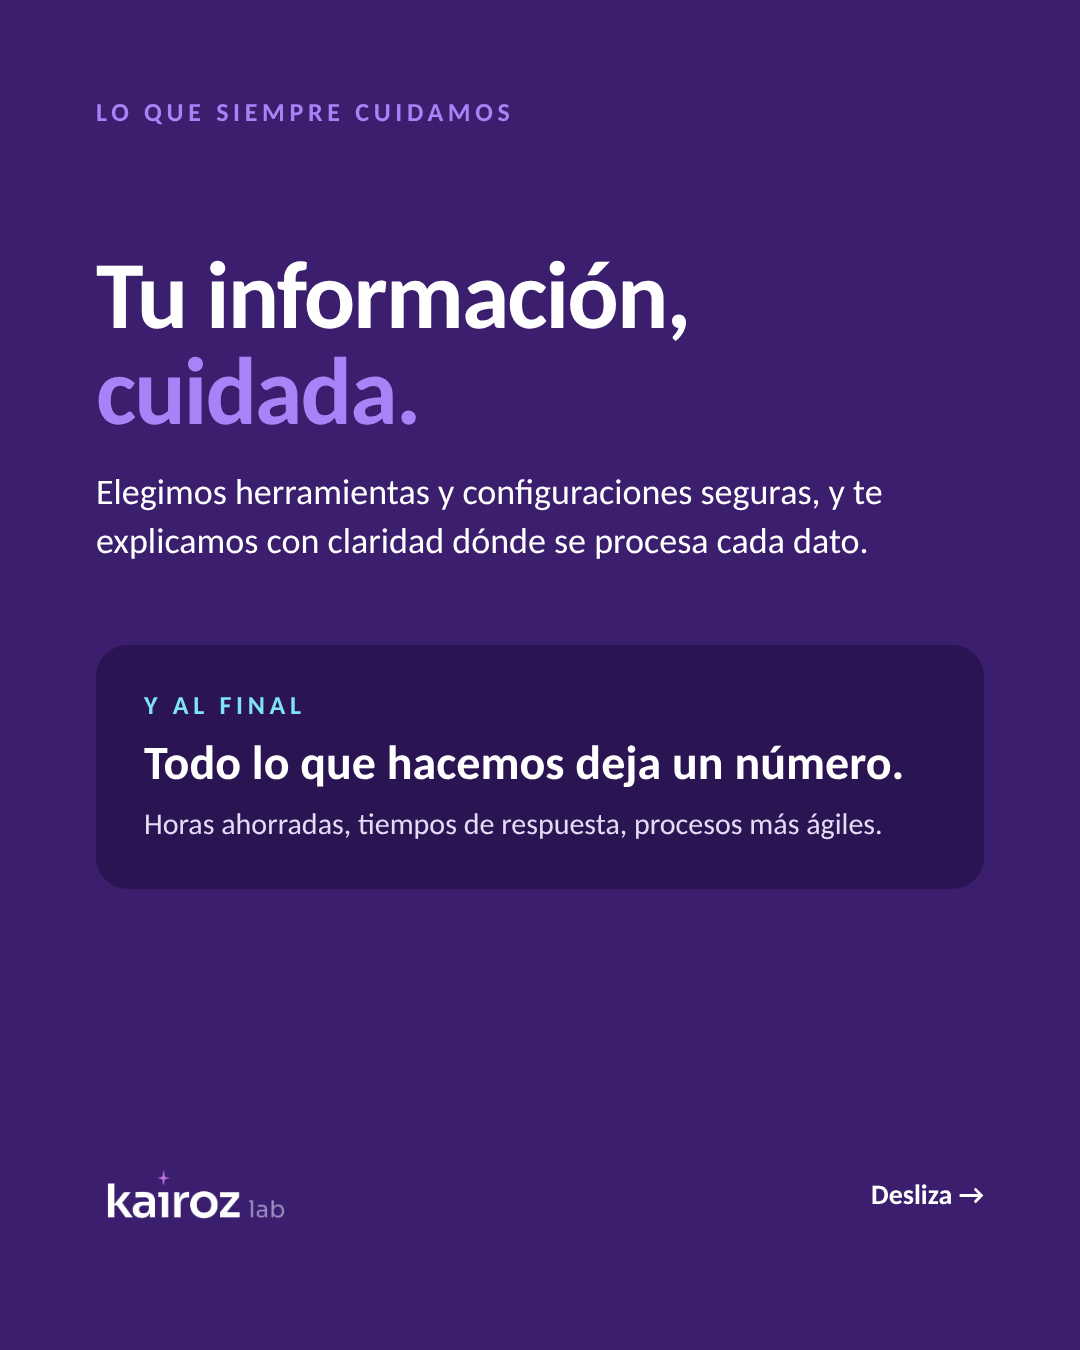 LO QUE SIEMPRE CUIDAMOS
Tu información,
cuidada.
Elegimos herramientas y configuraciones seguras, y te
explicamos con claridad dónde se procesa cada dato.
Y AL FINAL
Todo lo que hacemos deja un número.
Horas ahorradas, tiempos de respuesta, procesos más ágiles.
kairoz lab
Desliza →